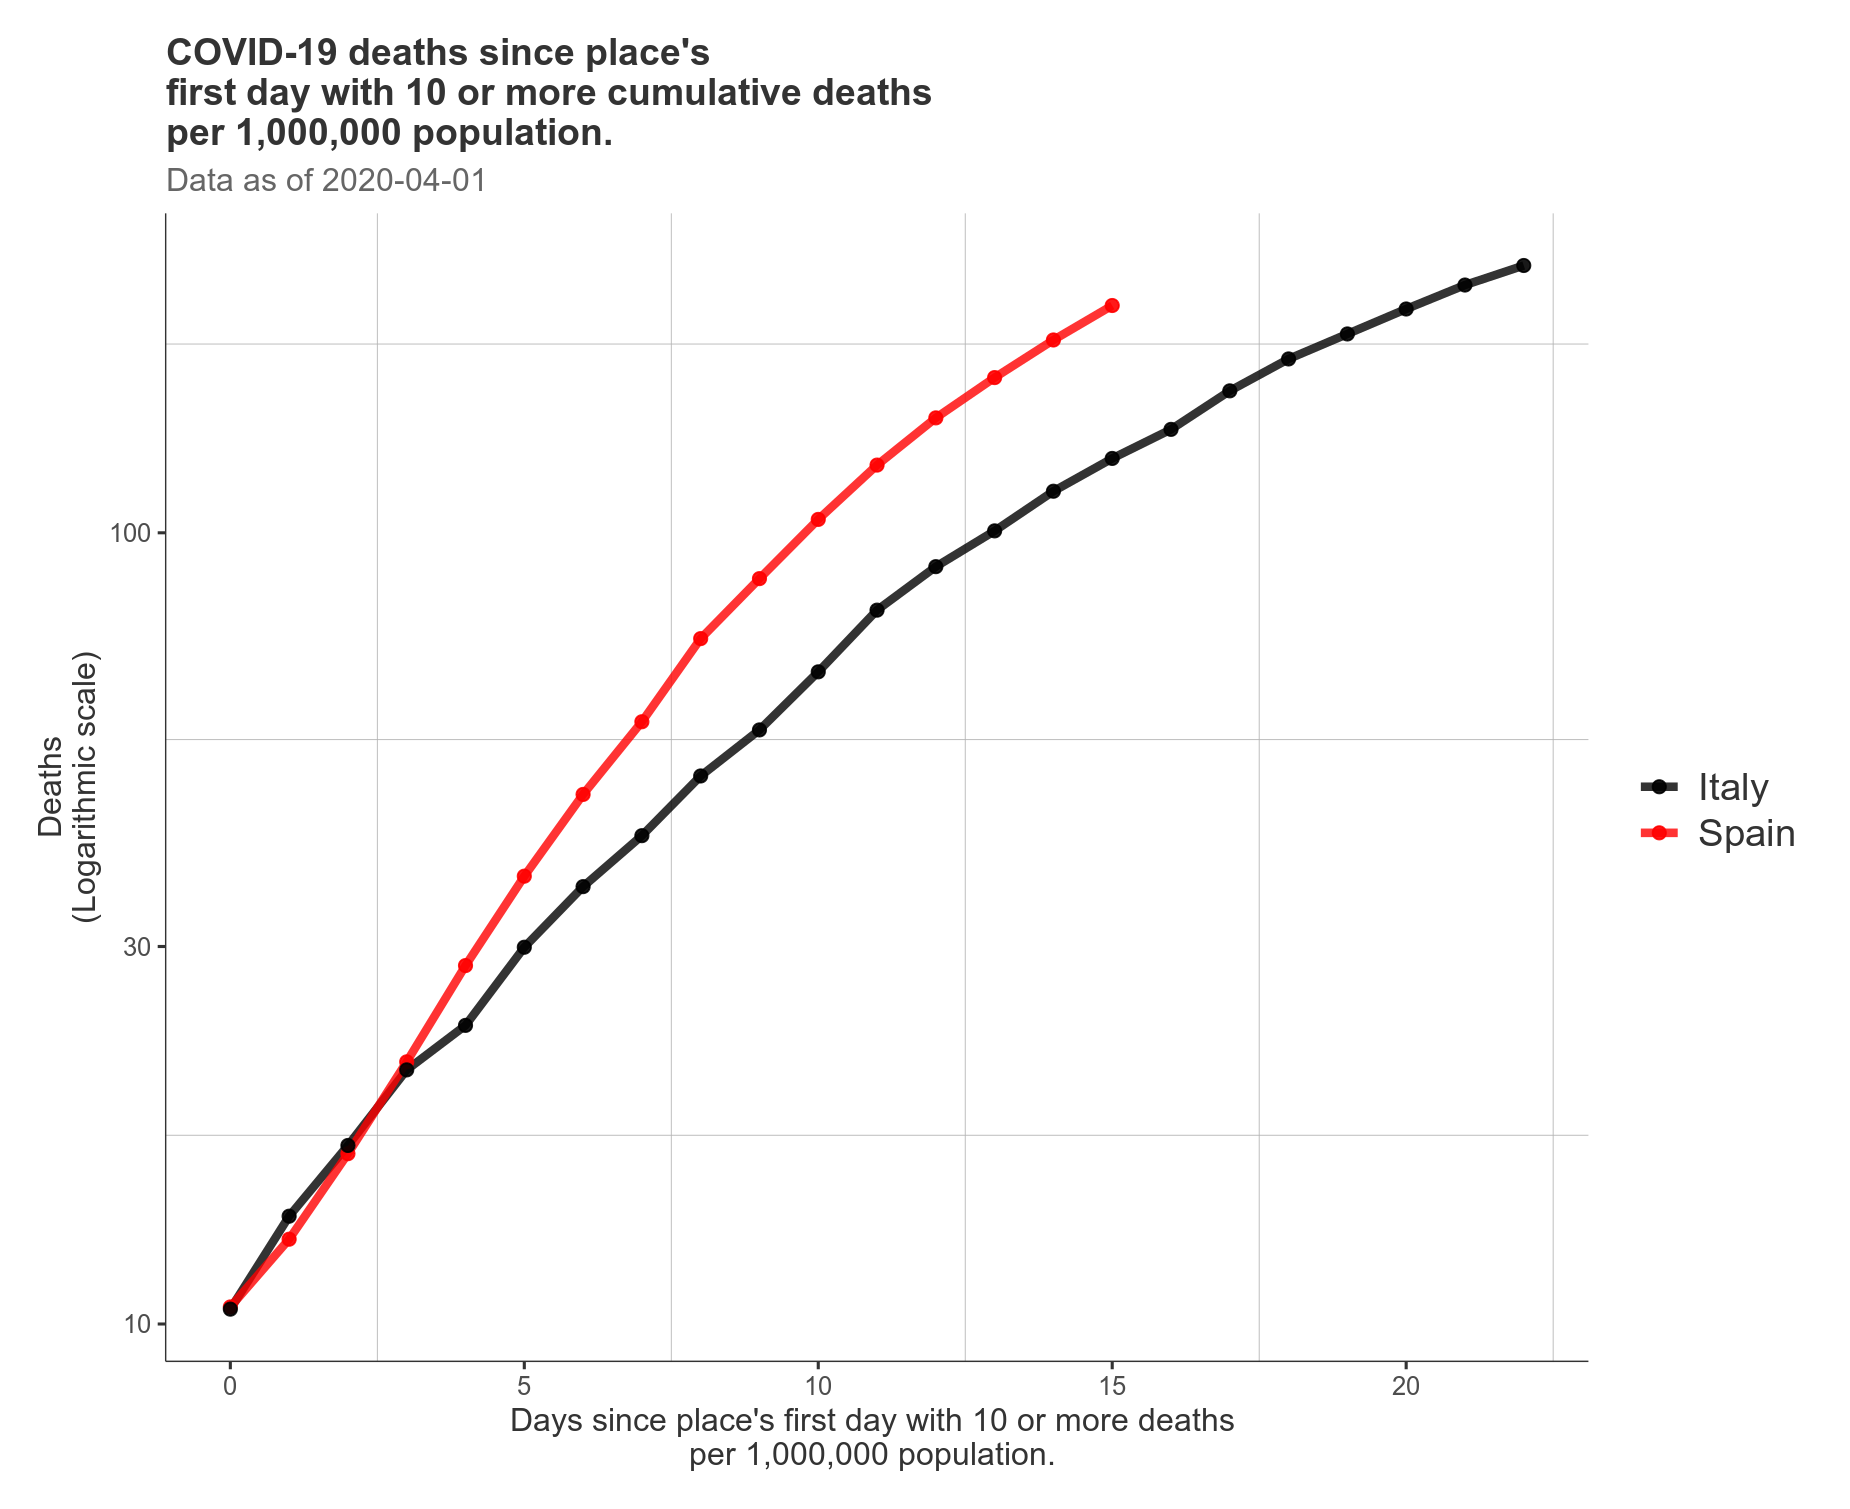 COVID-19 deaths since place's
first day with 10 or more cumulative deaths
per 1,000,000 population.
Data as of 2020-04-01
Deaths
(Logarithmic scale)
100
30
10
0
5
10
15
20
Days since place's first day with 10 or more deaths
per 1,000,000 population.
Italy
Spain